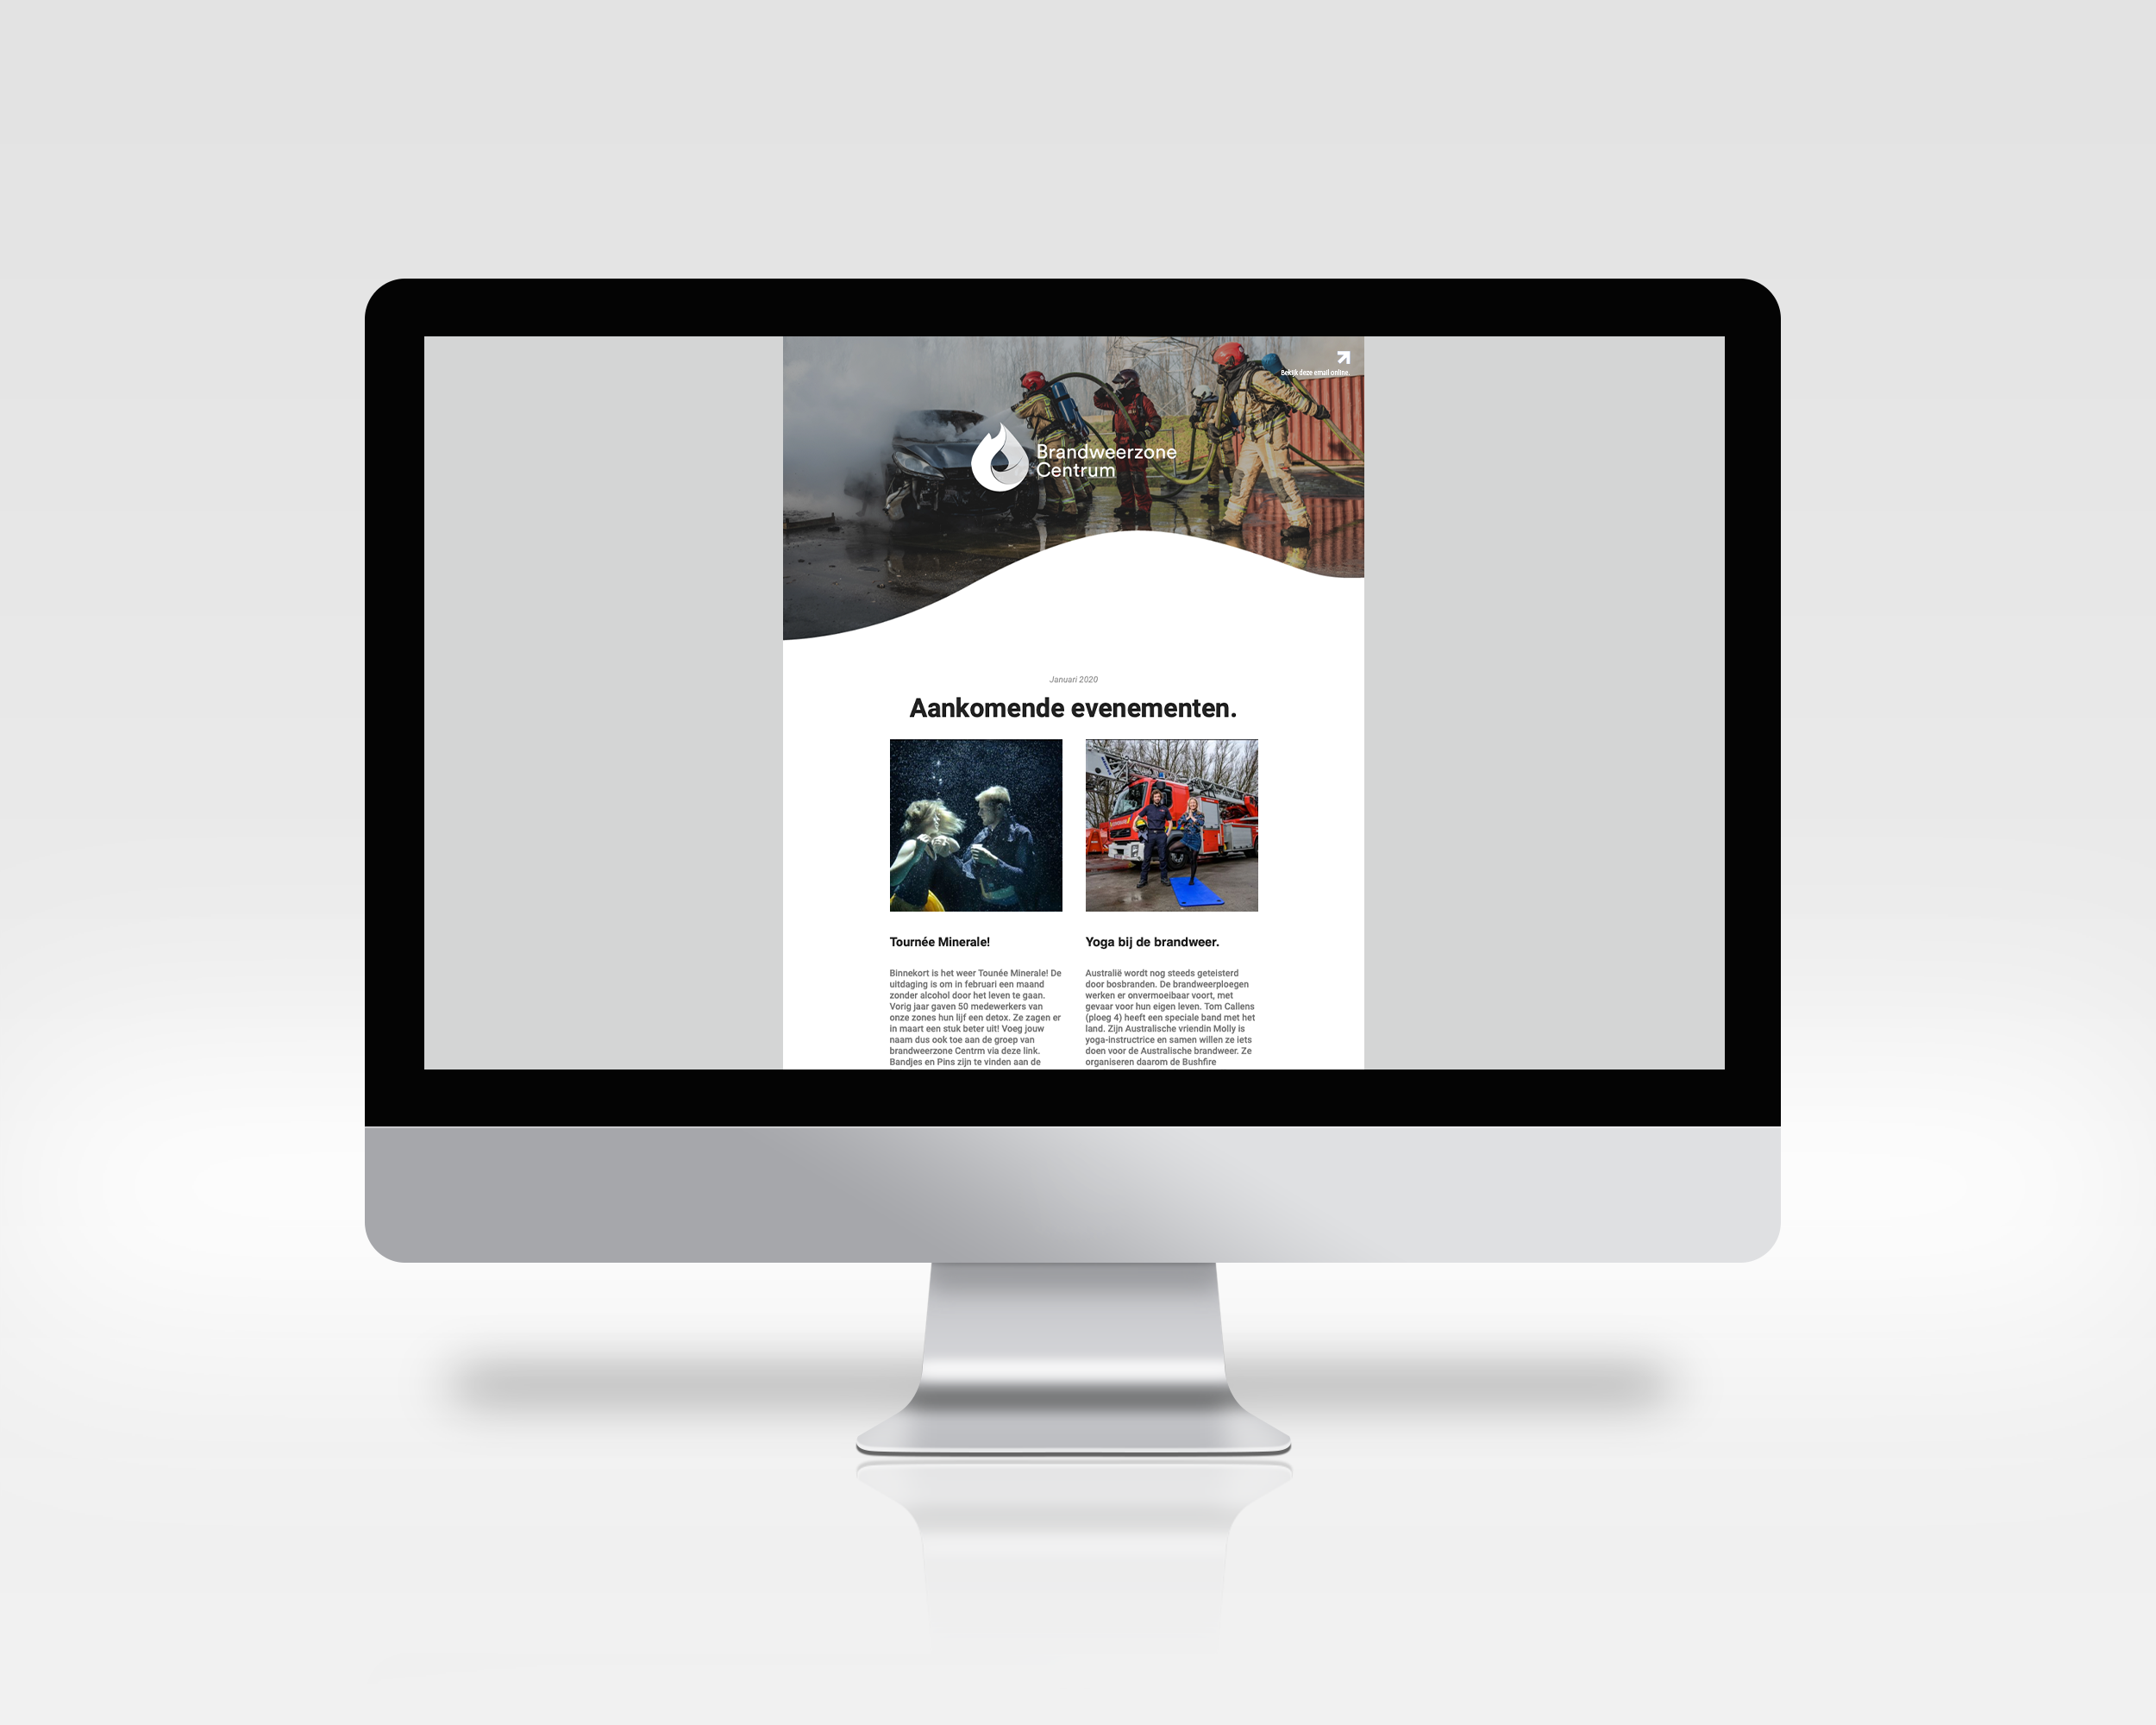 Bekijk deze email online.
Brandweerzone
Centrum
Januari 2020
Aankomende evenementen.
Tournée Minerale!
Binnekort is het weer Tounée Minerale! De
uitdaging is om in februari een maand
zonder alcohol door het leven te gaan.
Vorig jaar gaven 50 medewerkers van
onze zones hun lijf een detox. Ze zagen er
in maart een stuk beter uit! Voeg jouw
naam dus ook toe aan de groep van
brandweerzone Centrm via deze link.
Bandjes en Pins zijn te vinden aan de
Yoga bij de brandweer.
Australië wordt nog steeds geteisterd
door bosbranden. De brandweerploegen
werken er onvermoeibaar voort, met
gevaar voor hun eigen leven. Tom Callens
(ploeg 4) heeft een speciale band met het
land. Zijn Australische vriendin Molly is
yoga-instructrice en samen willen ze iets
doen voor de Australische brandweer. Ze
organiseren daarom de Bushfire